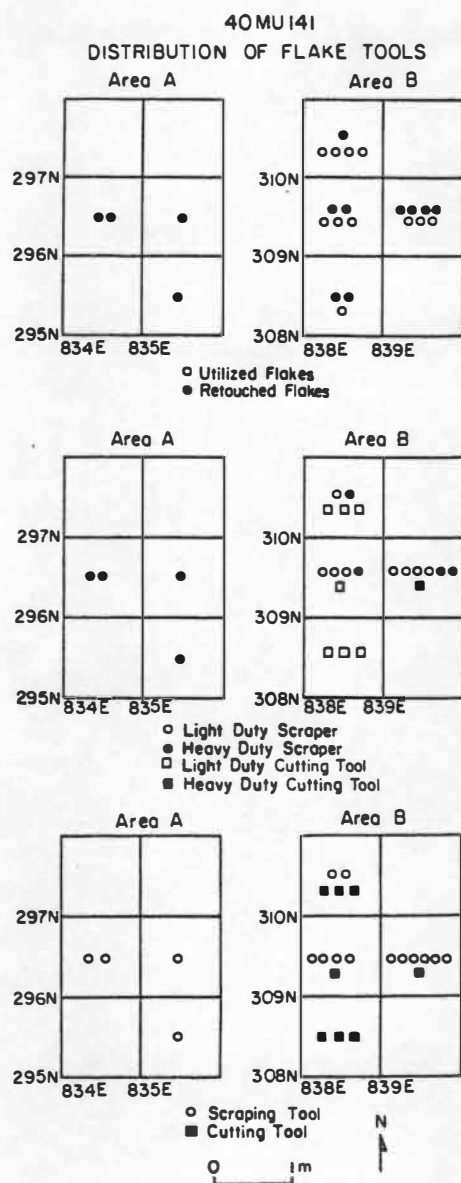 40MU141
DISTRIBUTION OF FLAKE TOOLS
Area A Area B
297N 310N
296N 309N
295N 308N
834E 835E 838E 839E
Utilized Flakes
Retouched Flakes
Area A Area B
297N 310N
296N 309N
295N 308N
834E 835E 838E 839E
Light Duty Scraper
Heavy Duty Scraper
Light Duty Cutting Tool
Heavy Duty Cutting Tool
Area A Area B
297N 310N
296N 309N
295N 308N
834E 835E 838E 839E
Scraping Tool
Cutting Tool
N
0 1m